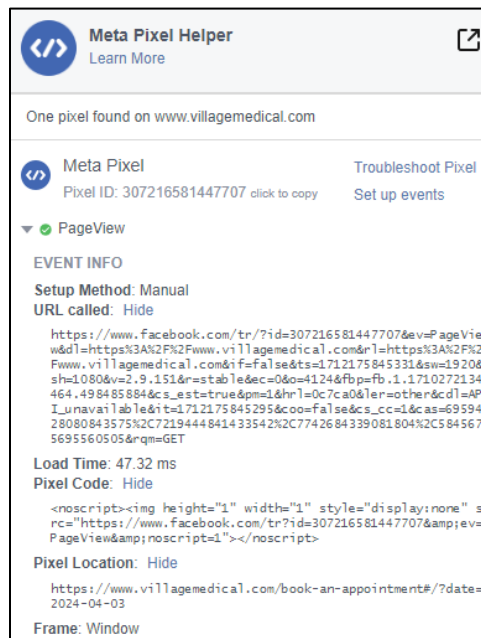 Meta Pixel Helper
Learn More
One pixel found on www.villagemedical.com
Meta Pixel
Troubleshoot Pixel
Pixel ID: 307216581447707 click to copy
Set up events
PageView
EVENT INFO
Setup Method: Manual
URL called: Hide
https://www.facebook.com/tr/?id=307216581447707&ev=PageVie
w&dl=https%3A%2F%2Fwww.villagemedical.com&rl=https%3A%2F%2
Fwww.villagemedical.com&if=false&ts=1712175845331&sw=1920&
sh=1080&v=2.9.151&r=stable&ec=0&o=4124&fbp=fb.1.1710272134
464.498485884&cs_est=true&pm=1&hrl=0c7ca0&ler=other&cdl=AP
I_unavailable&it=1712175845295&coo=false&cs_cc=1&cas=69594
28080843575%2C7219444841433542%2C7742684339081804%2C584567
5695560505&rqm=GET
Load Time: 47.32 ms
Pixel Code: Hide
<noscript><img height="1" width="1" style="display:none" s
rc="https://www.facebook.com/tr?id=307216581447707&amp;ev=
PageView&amp;noscript=1"></noscript>
Pixel Location: Hide
https://www.villagemedical.com/book-an-appointment#/?date=
2024-04-03
Frame: Window